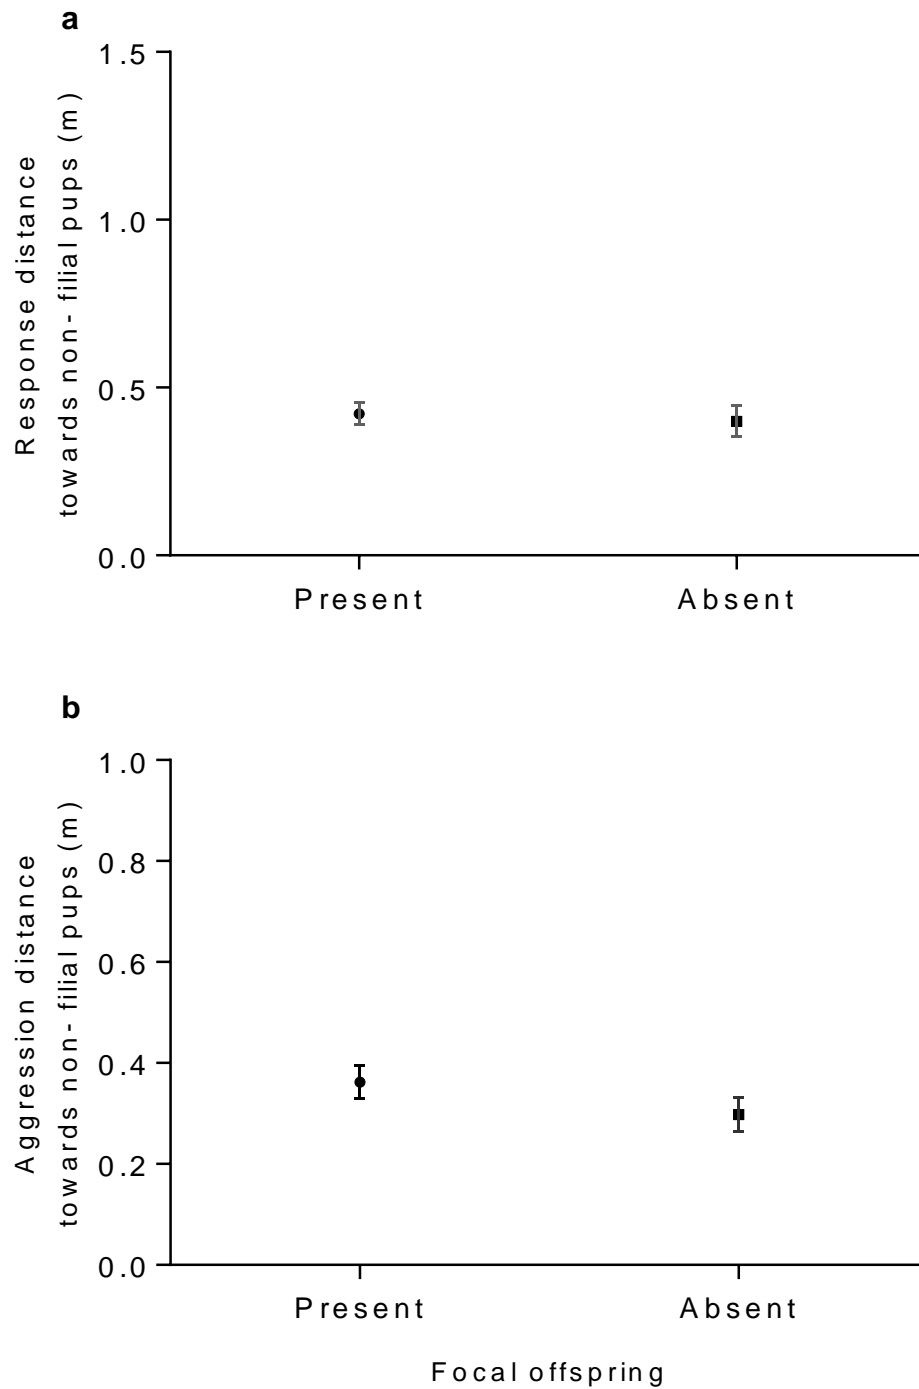 a
Response distance
towards non-filial pups (m)
1.5
1.0
0.5
0.0
Present Absent
b
Aggression distance
towards non-filial pups (m)
1.0
0.8
0.6
0.4
0.2
0.0
Present Absent
Focal offspring